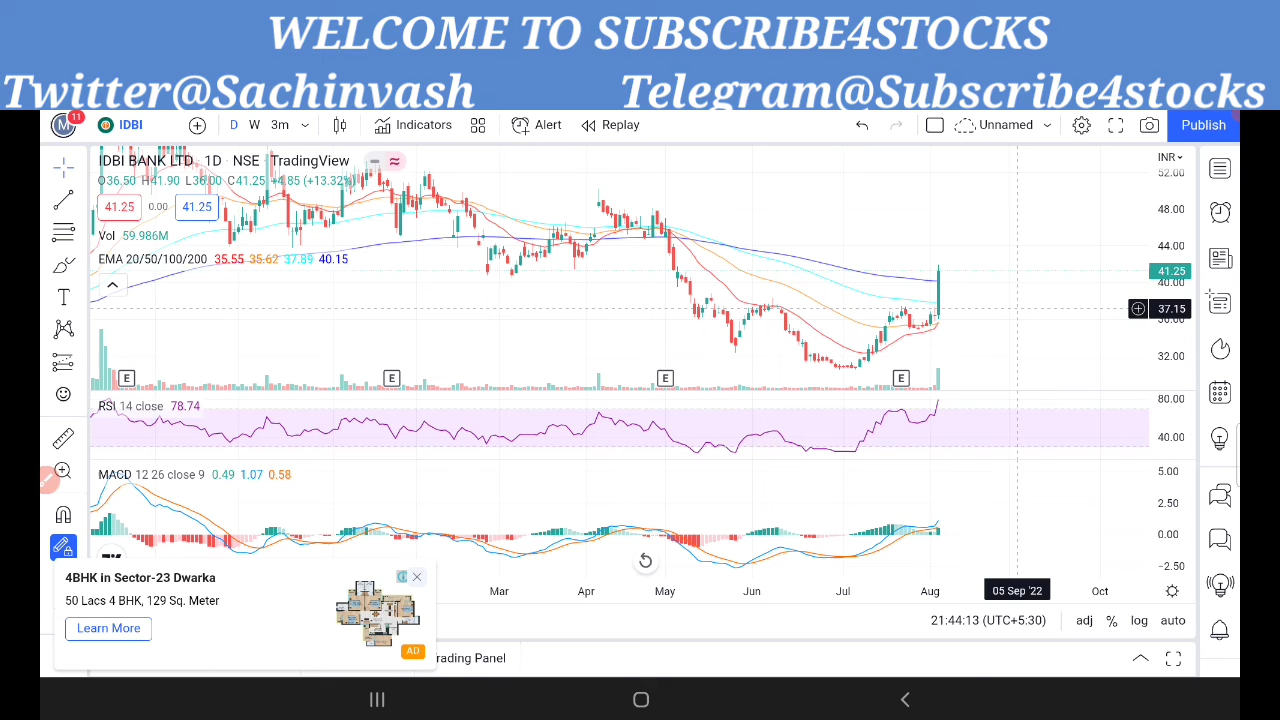 WELCOME TO SUBSCRIBE4STOCKS
Twitter@Sachinvash Telegram@Subscribe4stocks
M 11 IDBI D W 3m Indicators Alert Replay Unnamed Publish
IDBI BANK LTD · 1D · NSE TradingView INR
O36.50 H41.90 L36.00 C41.25 +4.85 (+13.32%)
52.00
41.25 0.00 41.25
48.00
Vol 59.986M
44.00
EMA 20/50/100/200 35.55 35.62 37.89 40.15
41.25
40.00
37.15
36.00
32.00
E E E E
RSI 14 close 78.74
80.00
40.00
MACD 12 26 close 9 0.49 1.07 0.58
5.00
2.50
0.00
−2.50
4BHK in Sector-23 Dwarka
50 Lacs 4 BHK, 129 Sq. Meter
Learn More
AD
Mar Apr May Jun Jul Aug 05 Sep '22 Oct
21:44:13 (UTC+5:30) adj % log auto
rading Panel